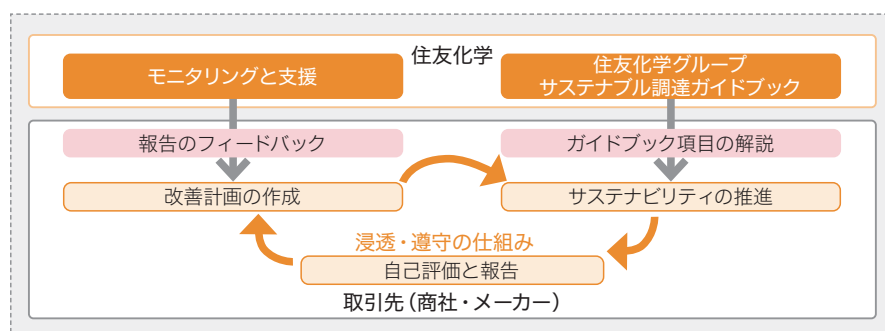 住友化学
モニタリングと支援
住友化学グループ
サステナブル調達ガイドブック
報告のフィードバック
ガイドブック項目の解説
改善計画の作成
サステナビリティの推進
浸透・遵守の仕組み
自己評価と報告
取引先（商社・メーカー）